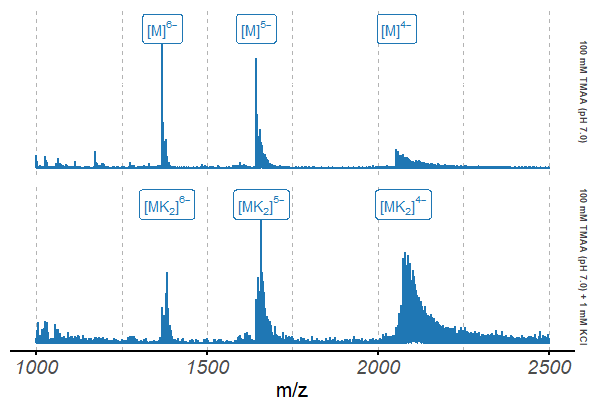 [M]⁶⁻ [M]⁵⁻ [M]⁴⁻
100 mM TMAA (pH 7.0)
[MK₂]⁶⁻ [MK₂]⁵⁻ [MK₂]⁴⁻
100 mM TMAA (pH 7.0) + 1 mM KCl
1000 1500 2000 2500
m/z